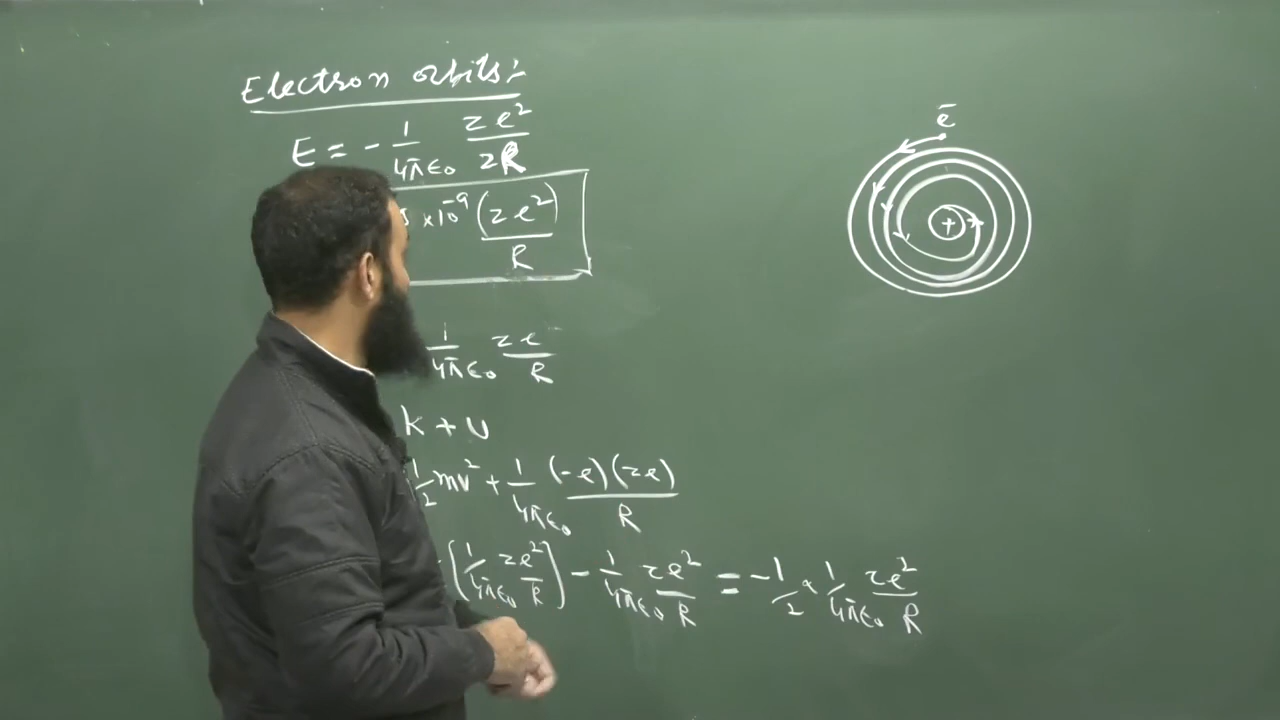 Electron orbits:-
E = - 1/4πε₀ ze²/2R
e⁻
×10⁻⁹ (ze²)/R
+
1/4πε₀ ze/R
K + U
1/2 mv² + 1/4πε₀ (-e)(ze)/R
(1/4πε₀ ze²/R) - 1/4πε₀ ze²/R = -1/2 × 1/4πε₀ ze²/R